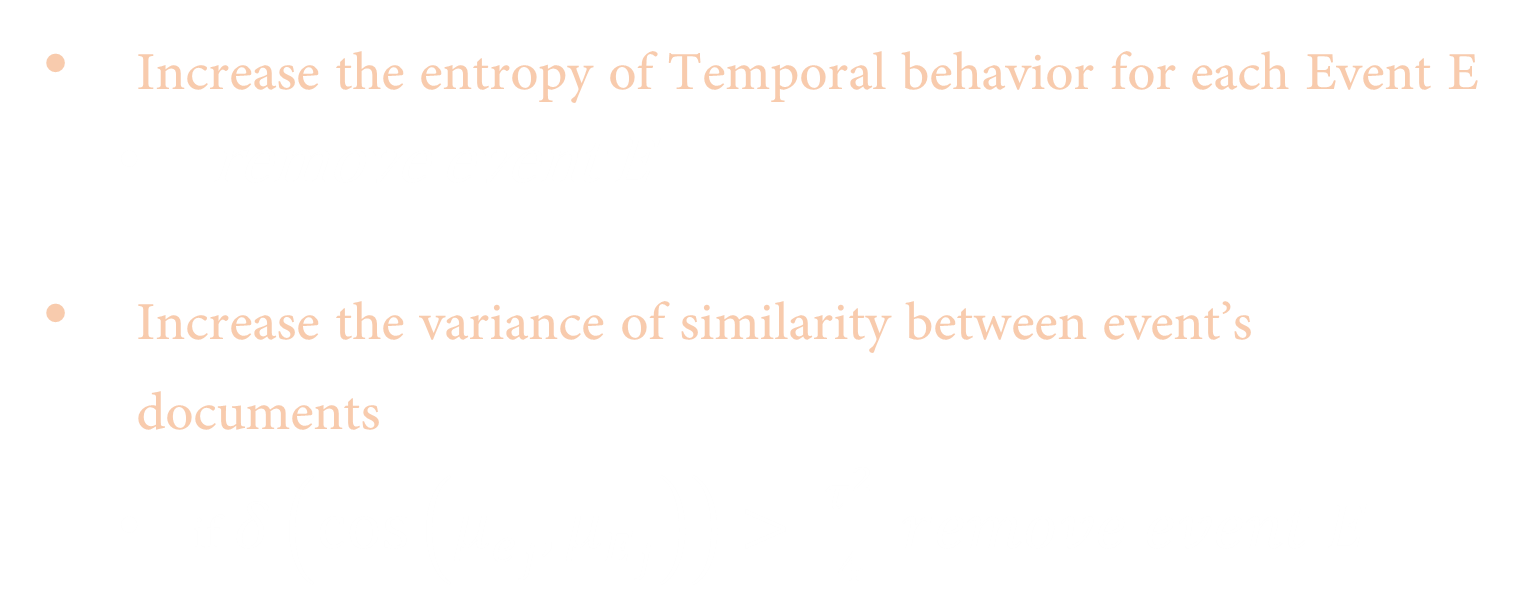 • Increase the entropy of Temporal behavior for each Event E
• Increase the variance of similarity between event’s
documents